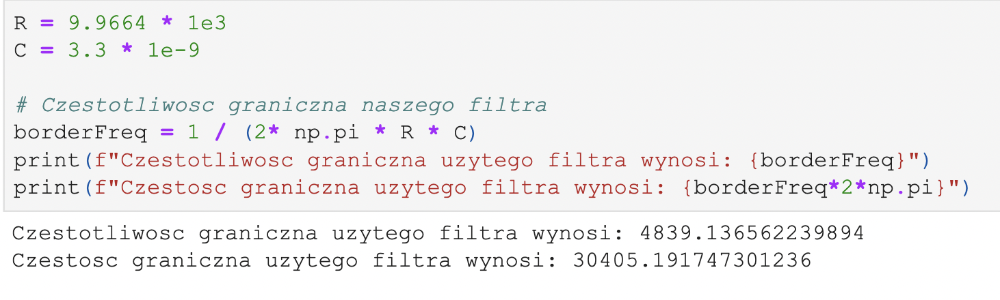 R = 9.9664 * 1e3
C = 3.3 * 1e-9
# Czestotliwosc graniczna naszego filtra
borderFreq = 1 / (2* np.pi * R * C)
print(f"Czestotliwosc graniczna uzytego filtra wynosi: {borderFreq}")
print(f"Czestosc graniczna uzytego filtra wynosi: {borderFreq*2*np.pi}")
Czestotliwosc graniczna uzytego filtra wynosi: 4839.136562239894
Czestosc graniczna uzytego filtra wynosi: 30405.191747301236